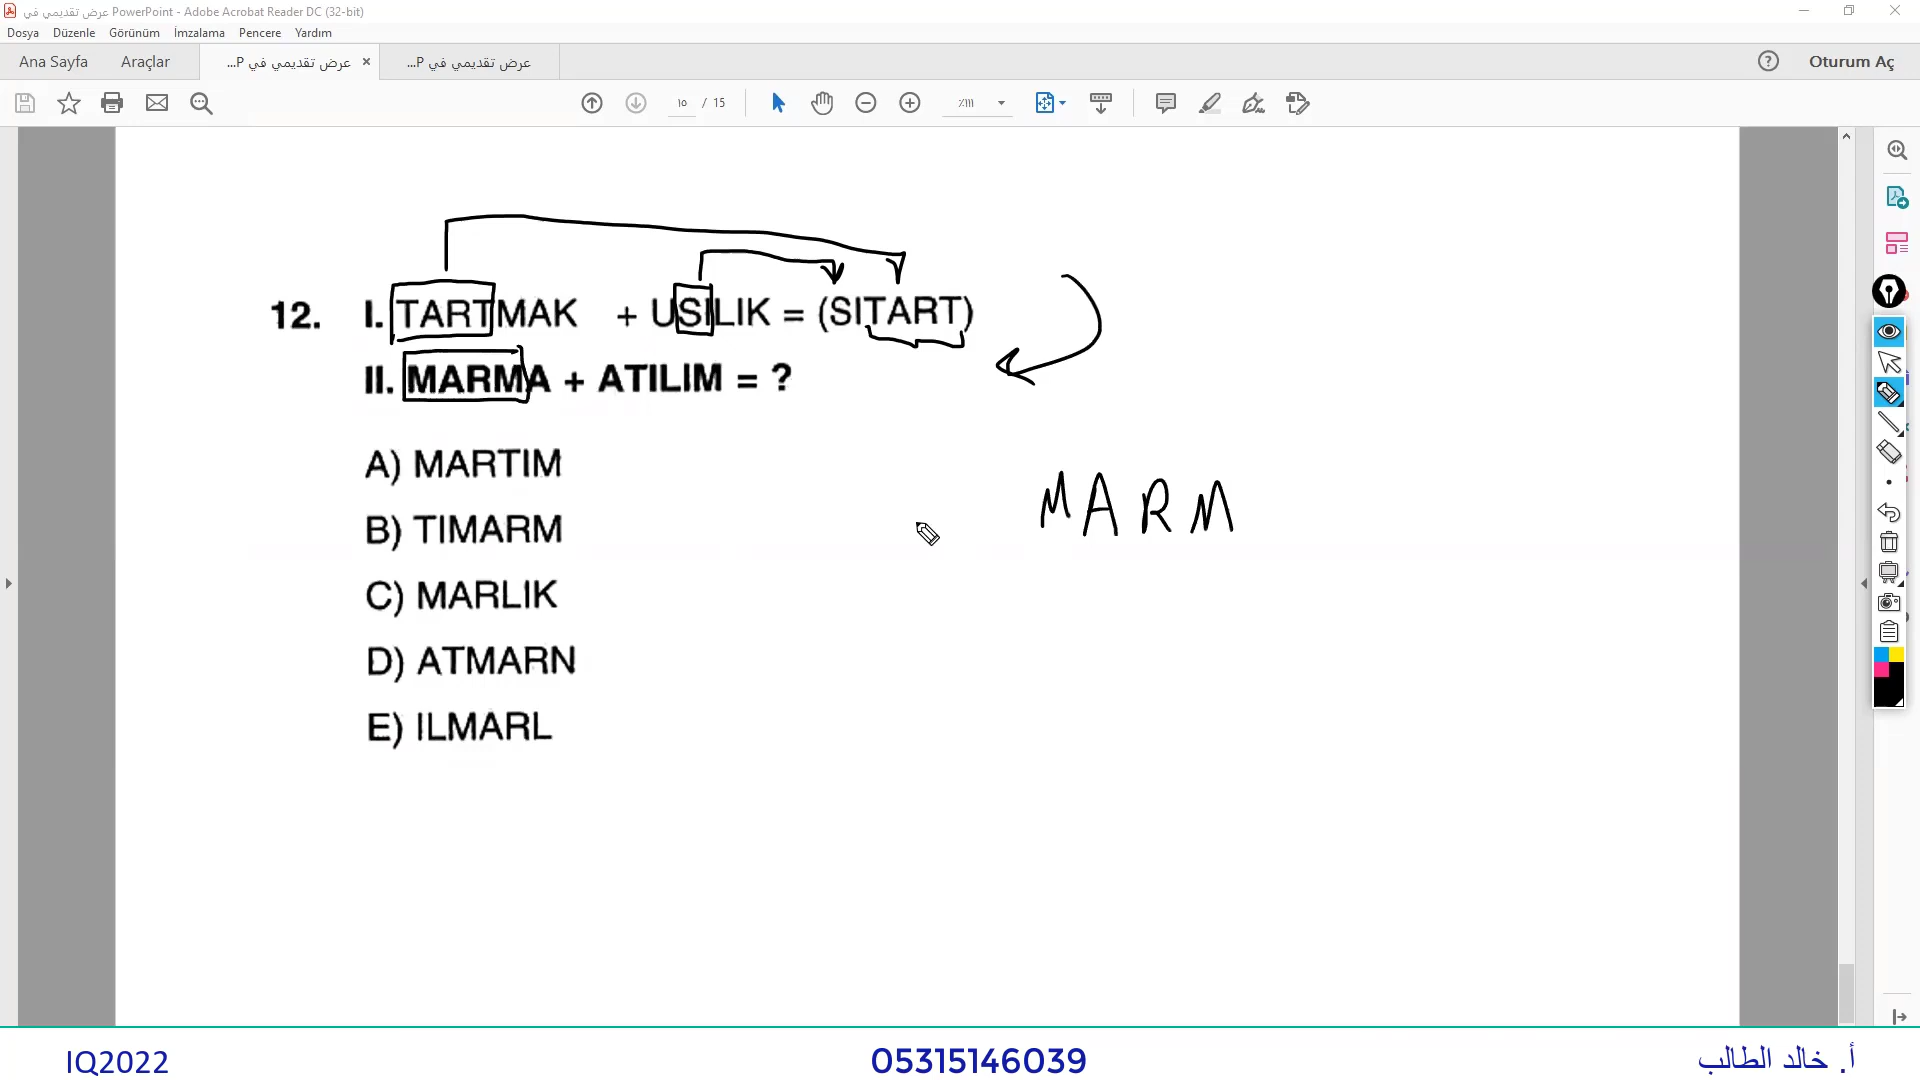 عرض تقديمي في PowerPoint - Adobe Acrobat Reader DC (32-bit)
Dosya Düzenle Görünüm İmzalama Pencere Yardım
Ana Sayfa Araçlar عرض تقديمي في P... × عرض تقديمي في P... ? Oturum Aç
١٥ / 15 ٪١١١
12. I. TARTMAK + USILIK = (SITART)
II. MARMA + ATILIM = ?
A) MARTIM
MARM
B) TIMARM
C) MARLIK
D) ATMARN
E) ILMARL
IQ2022 05315146039 أ. خالد الطالب